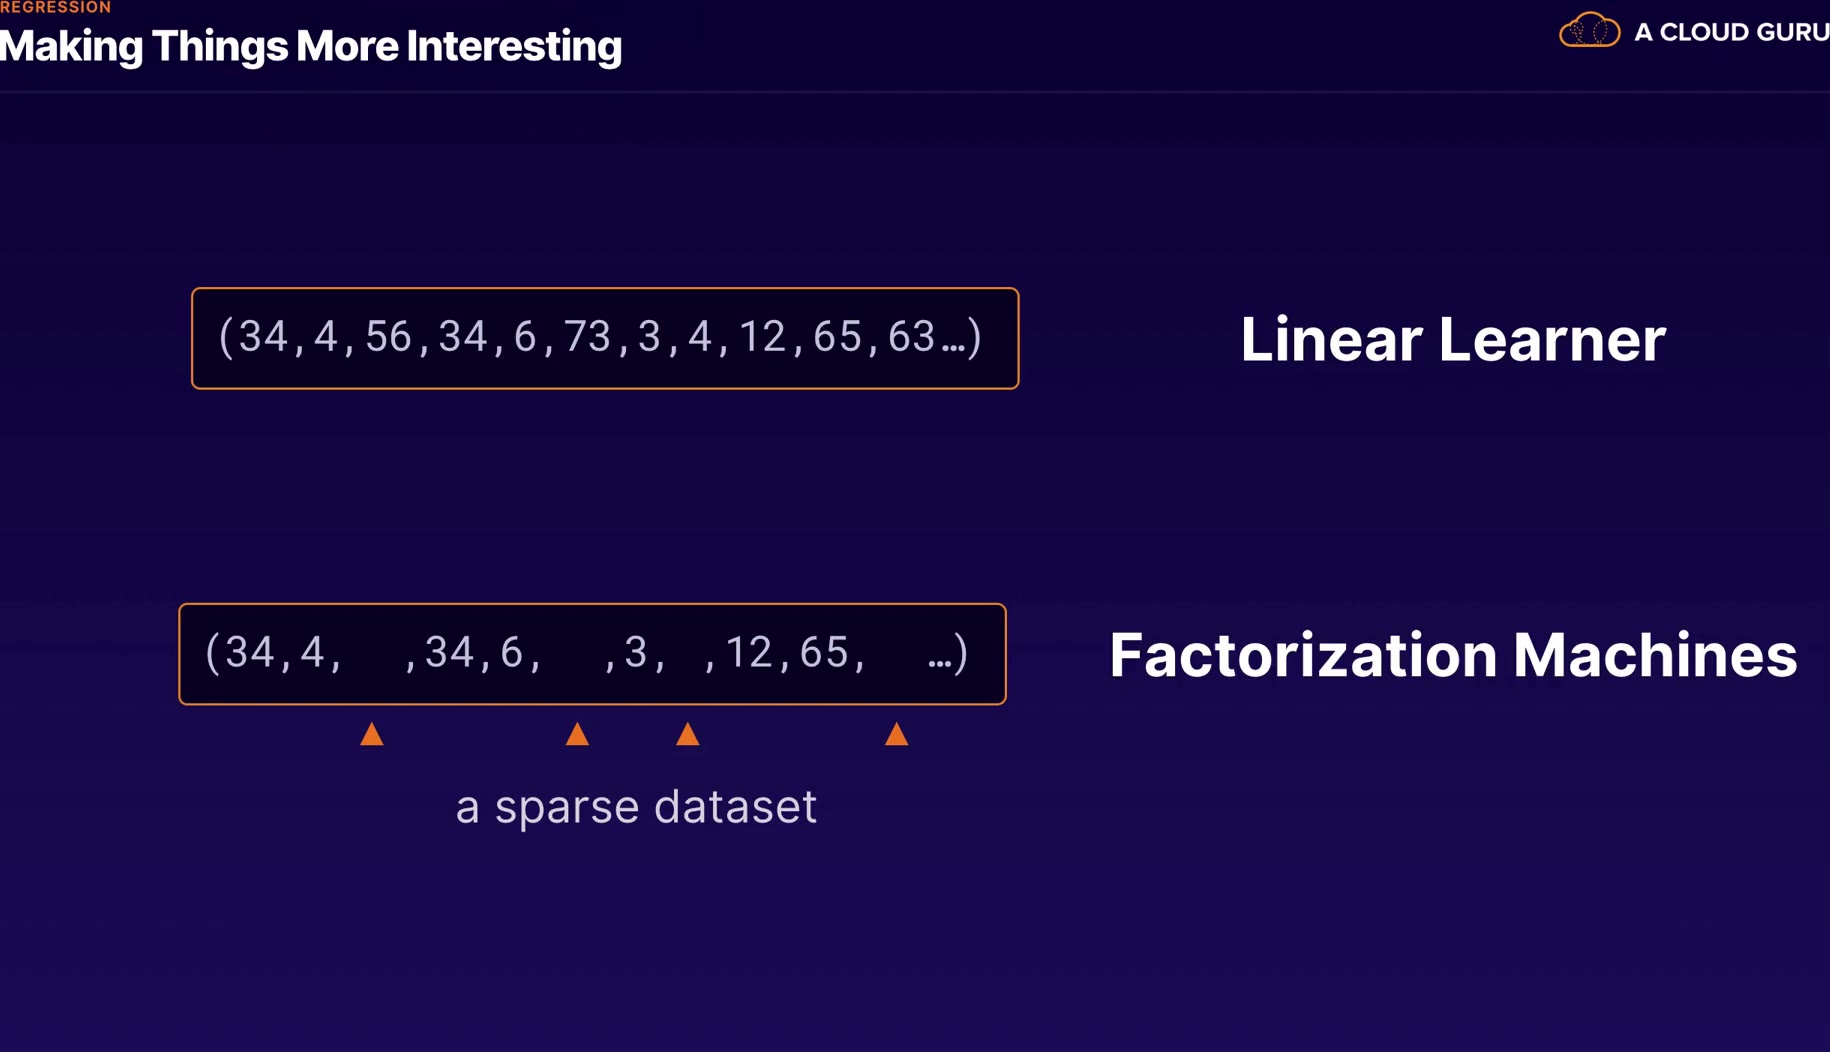 REGRESSION
Making Things More Interesting
A CLOUD GURU
(34,4,56,34,6,73,3,4,12,65,63…)
Linear Learner
(34,4,  ,34,6,  ,3, ,12,65,  …)
Factorization Machines
a sparse dataset